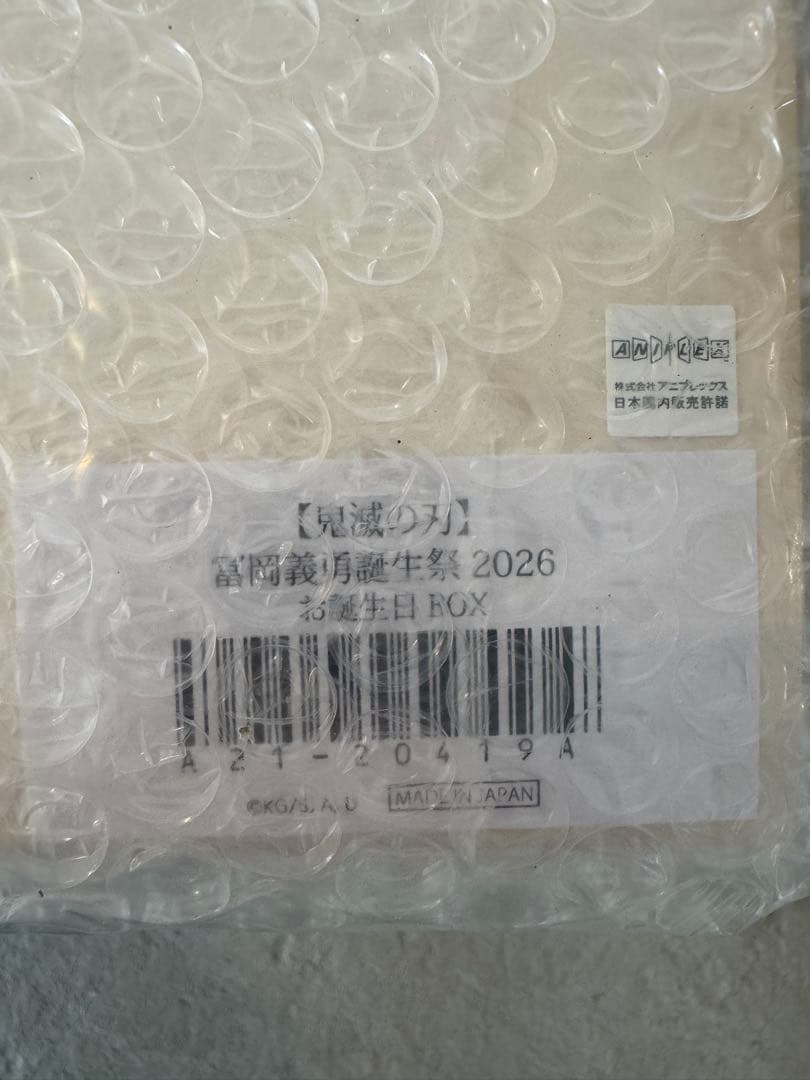 ANIPLEX
株式会社アニプレックス
日本国内販売許諾
【鬼滅の刃】
冨岡義勇誕生祭 2026
お誕生日 BOX
A21-20419A
©KG/S, A, U
MADE IN JAPAN